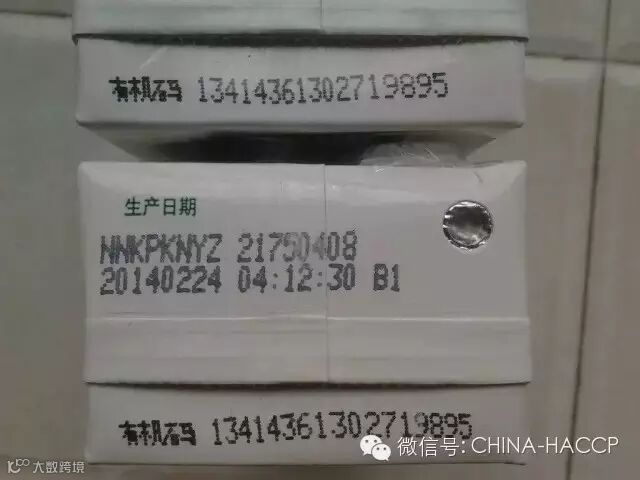 有机码 13414361302719895
生产日期
NNKPKNYZ 21750408
20140224 04:12:30 B1
有机码 13414361302719895
微信号: CHINA-HACCP
大数跨境